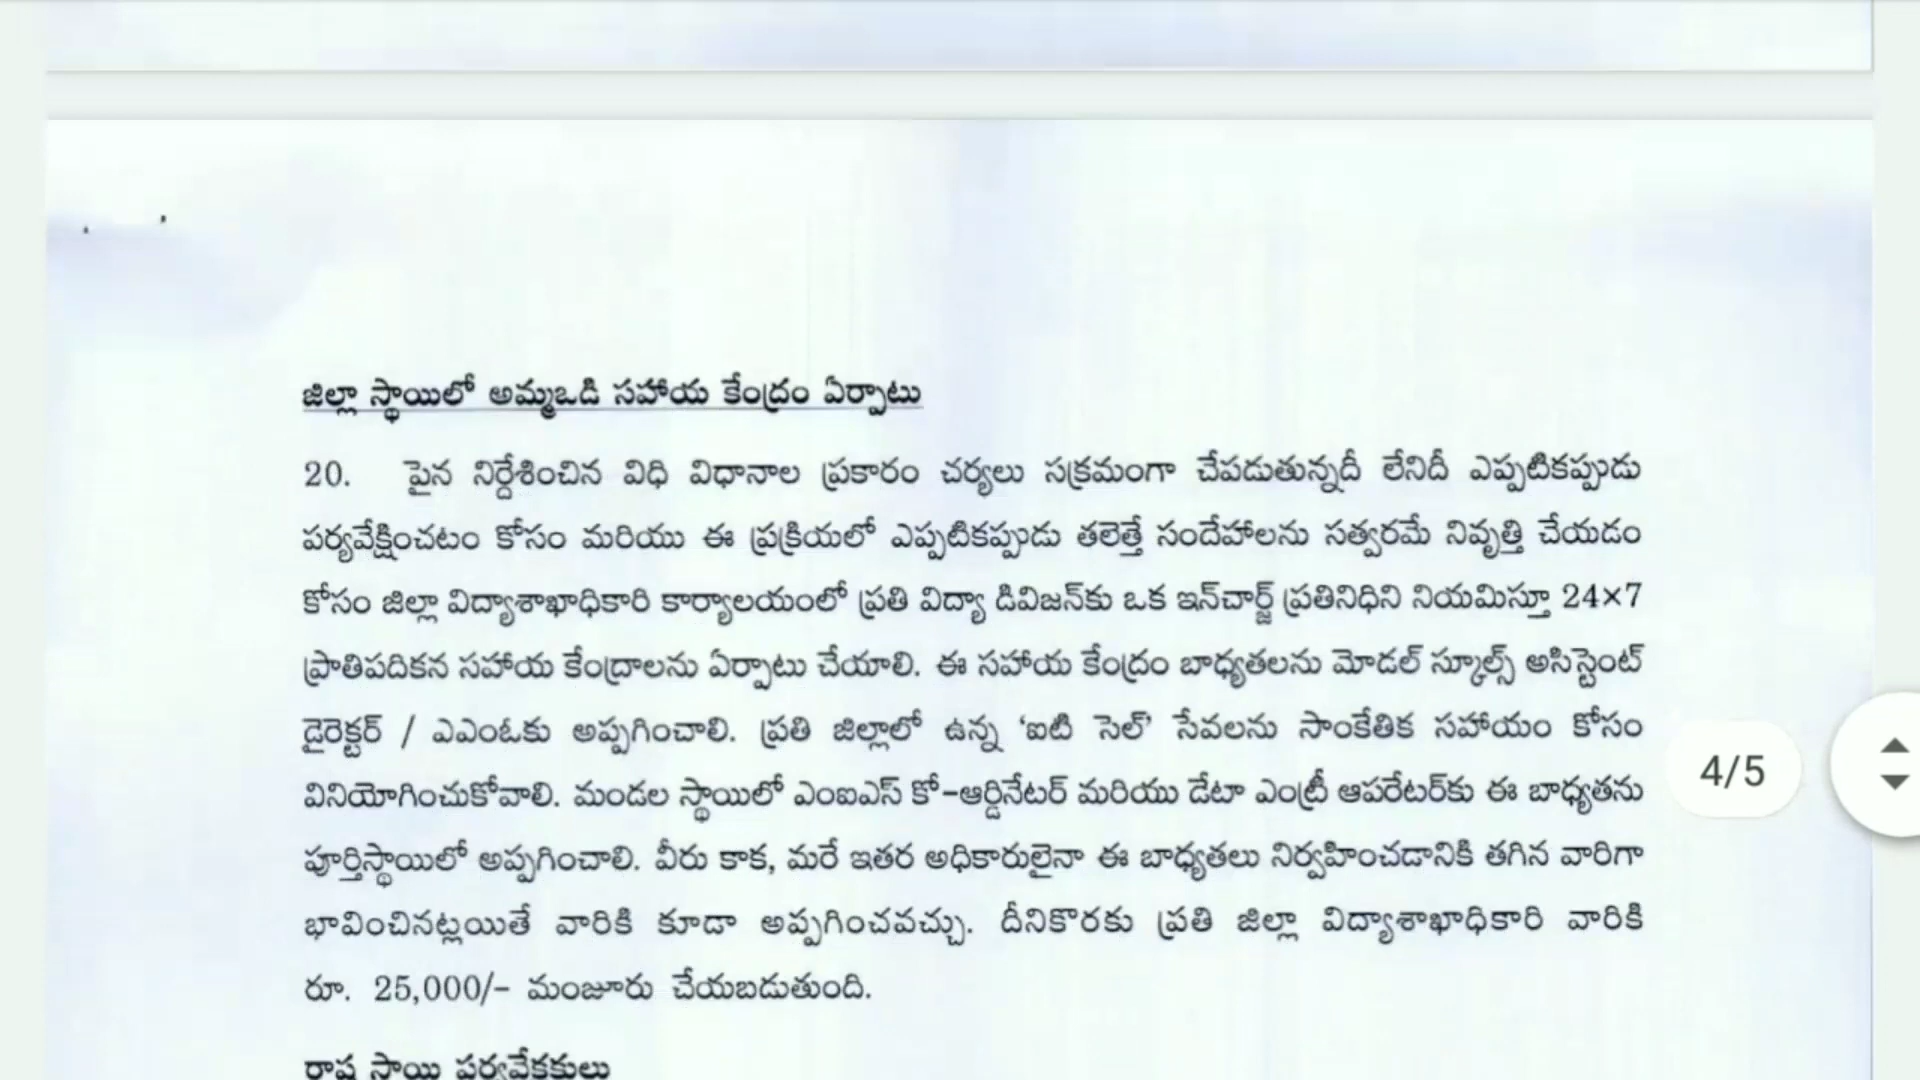 జిల్లా స్థాయిలో అమ్మఒడి సహాయ కేంద్రం ఏర్పాటు
20. పైన నిర్దేశించిన విధి విధానాల ప్రకారం చర్యలు సక్రమంగా చేపడుతున్నదీ లేనిదీ ఎప్పటికప్పుడు
పర్యవేక్షించటం కోసం మరియు ఈ ప్రక్రియలో ఎప్పటికప్పుడు తలెత్తే సందేహాలను సత్వరమే నివృత్తి చేయడం
కోసం జిల్లా విద్యాశాఖాధికారి కార్యాలయంలో ప్రతి విద్యా డివిజన్‌కు ఒక ఇన్‌చార్జ్ ప్రతినిధిని నియమిస్తూ 24×7
ప్రాతిపదికన సహాయ కేంద్రాలను ఏర్పాటు చేయాలి. ఈ సహాయ కేంద్రం బాధ్యతలను మోడల్ స్కూల్స్ అసిస్టెంట్
డైరెక్టర్ / ఎఎంఓకు అప్పగించాలి. ప్రతి జిల్లాలో ఉన్న ‘ఐటి సెల్’ సేవలను సాంకేతిక సహాయం కోసం
వినియోగించుకోవాలి. మండల స్థాయిలో ఎంఐఎస్ కో-ఆర్డినేటర్ మరియు డేటా ఎంట్రీ ఆపరేటర్‌కు ఈ బాధ్యతను
పూర్తిస్థాయిలో అప్పగించాలి. వీరు కాక, మరే ఇతర అధికారులైనా ఈ బాధ్యతలు నిర్వహించడానికి తగిన వారిగా
భావించినట్లయితే వారికి కూడా అప్పగించవచ్చు. దీనికొరకు ప్రతి జిల్లా విద్యాశాఖాధికారి వారికి
రూ. 25,000/- మంజూరు చేయబడుతుంది.
రాష్ట్ర స్థాయి పర్యవేక్షకులు
4/5